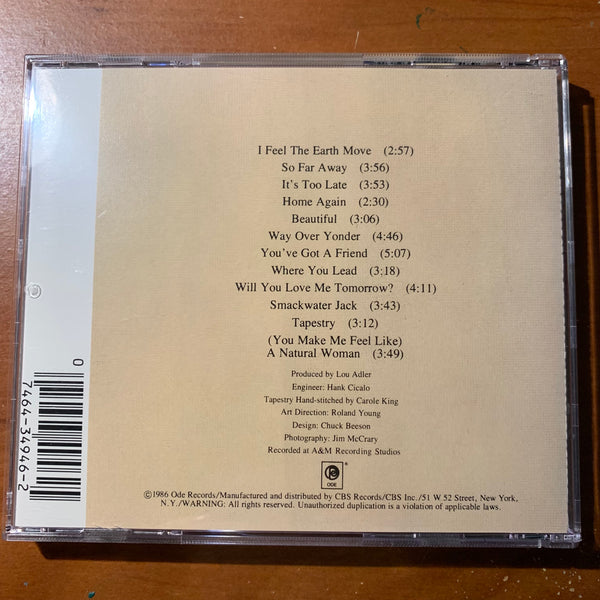 I Feel The Earth Move (2:57)
So Far Away (3:56)
It's Too Late (3:53)
Home Again (2:30)
Beautiful (3:06)
Way Over Yonder (4:46)
You've Got A Friend (5:07)
Where You Lead (3:18)
Will You Love Me Tomorrow? (4:11)
Smackwater Jack (3:43)
Tapestry (3:12)
(You Make Me Feel Like)
A Natural Woman (3:49)
Produced by Lou Adler
Engineer: Hank Cicalo
Tapestry Hand-stitched by Carole King
Art Direction: Roland Young
Design: Chuck Beeson
Photography: Jim McCrary
Recorded at A&M Recording Studios
ODE
®
©1986 Ode Records/Manufactured and distributed by CBS Records/CBS Inc./51 W 52 Street, New York,
N.Y./WARNING: All rights reserved. Unauthorized duplication is a violation of applicable laws.
0
7464-34946-2